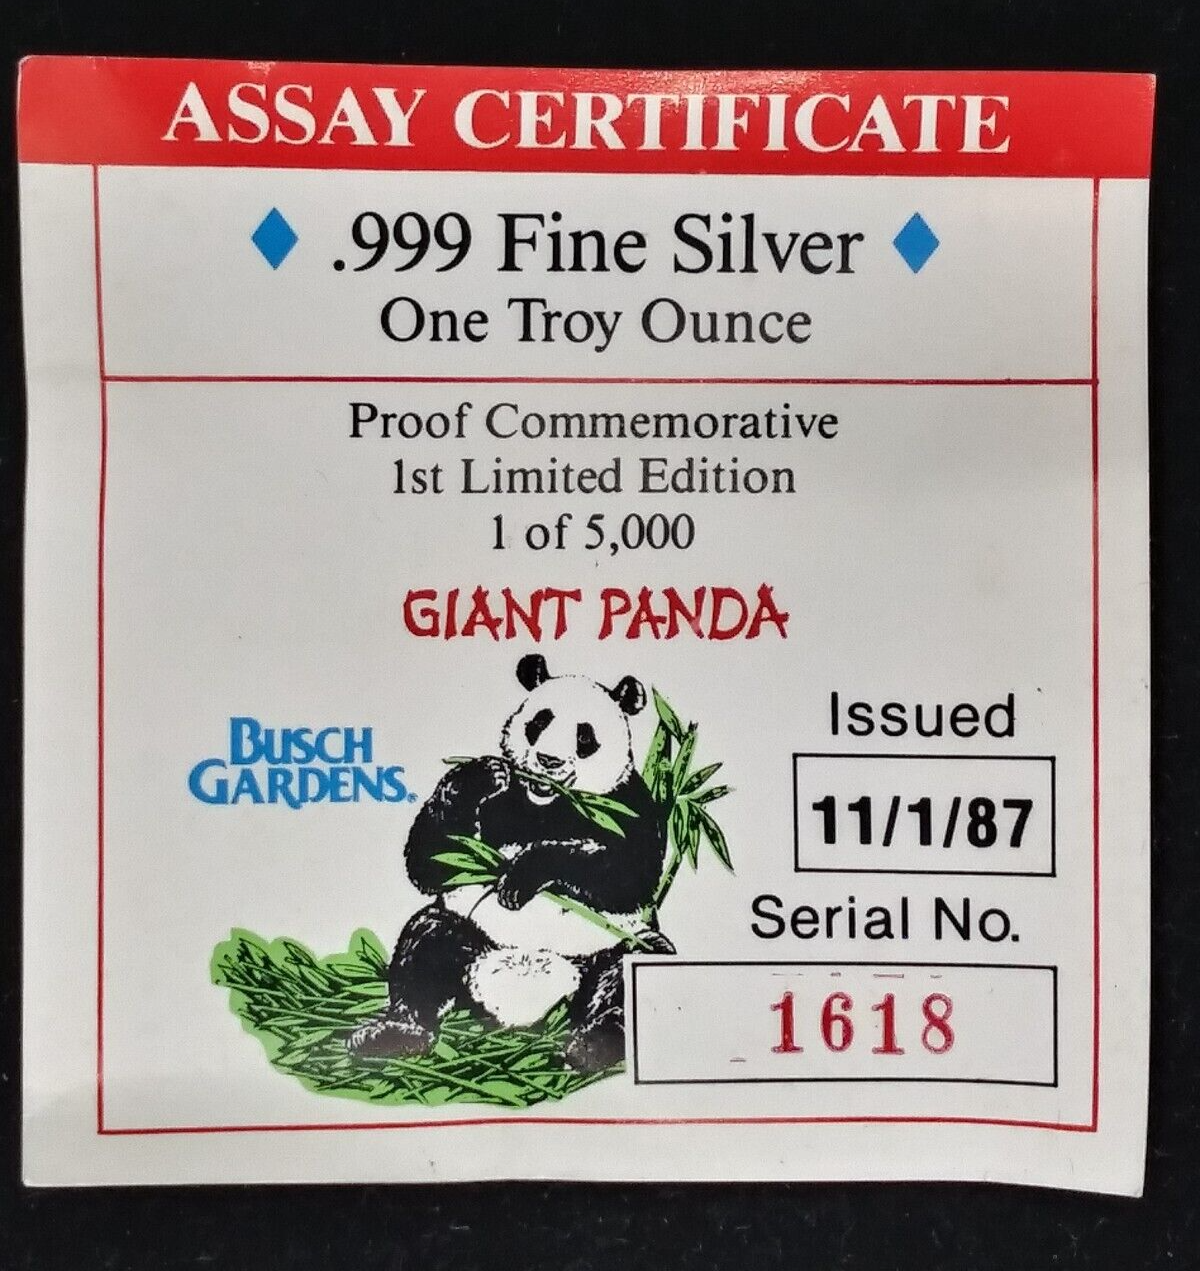 ASSAY CERTIFICATE
.999 Fine Silver
One Troy Ounce
Proof Commemorative
1st Limited Edition
1 of 5,000
GIANT PANDA
BUSCH
GARDENS®
Issued
11/1/87
Serial No.
1618